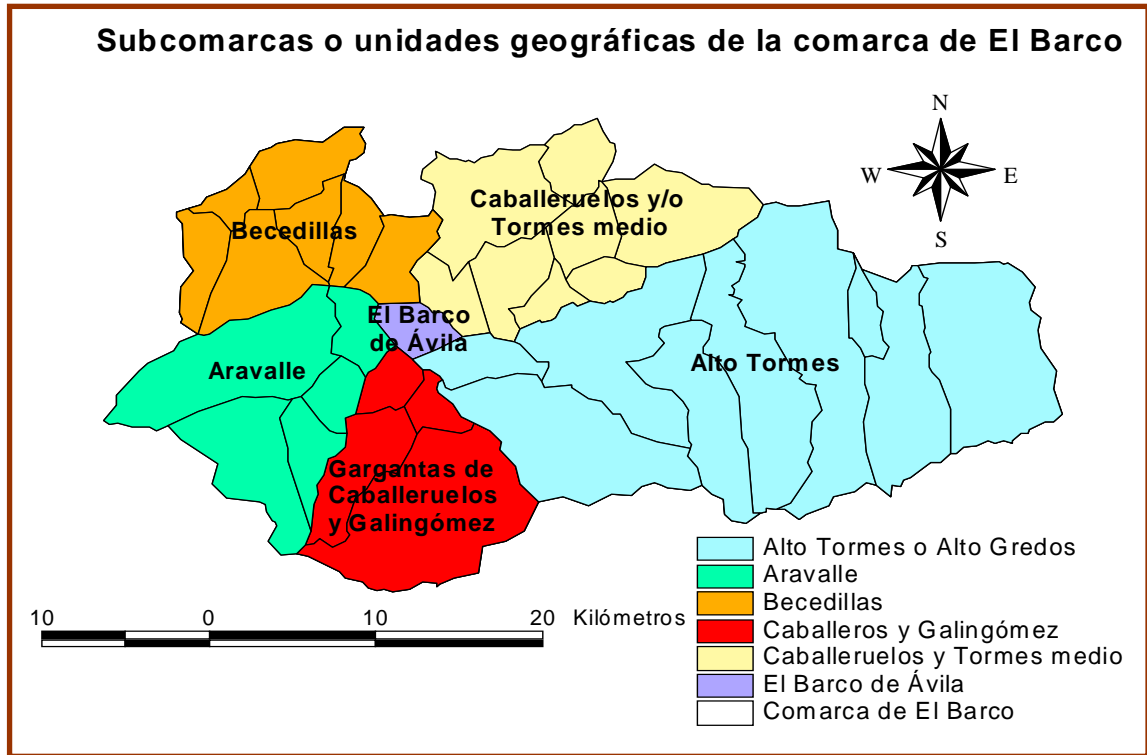 Subcomarcas o unidades geográficas de la comarca de El Barco
N
W
E
S
Caballeruelos y/o
Tormes medio
Becedillas
El Barco
de Ávila
Aravalle
Alto Tormes
Gargantas de
Caballeruelos
y Galingómez
Alto Tormes o Alto Gredos
Aravalle
Becedillas
Caballeros y Galingómez
Caballeruelos y Tormes medio
El Barco de Ávila
Comarca de El Barco
10 0 10 20 Kilómetros